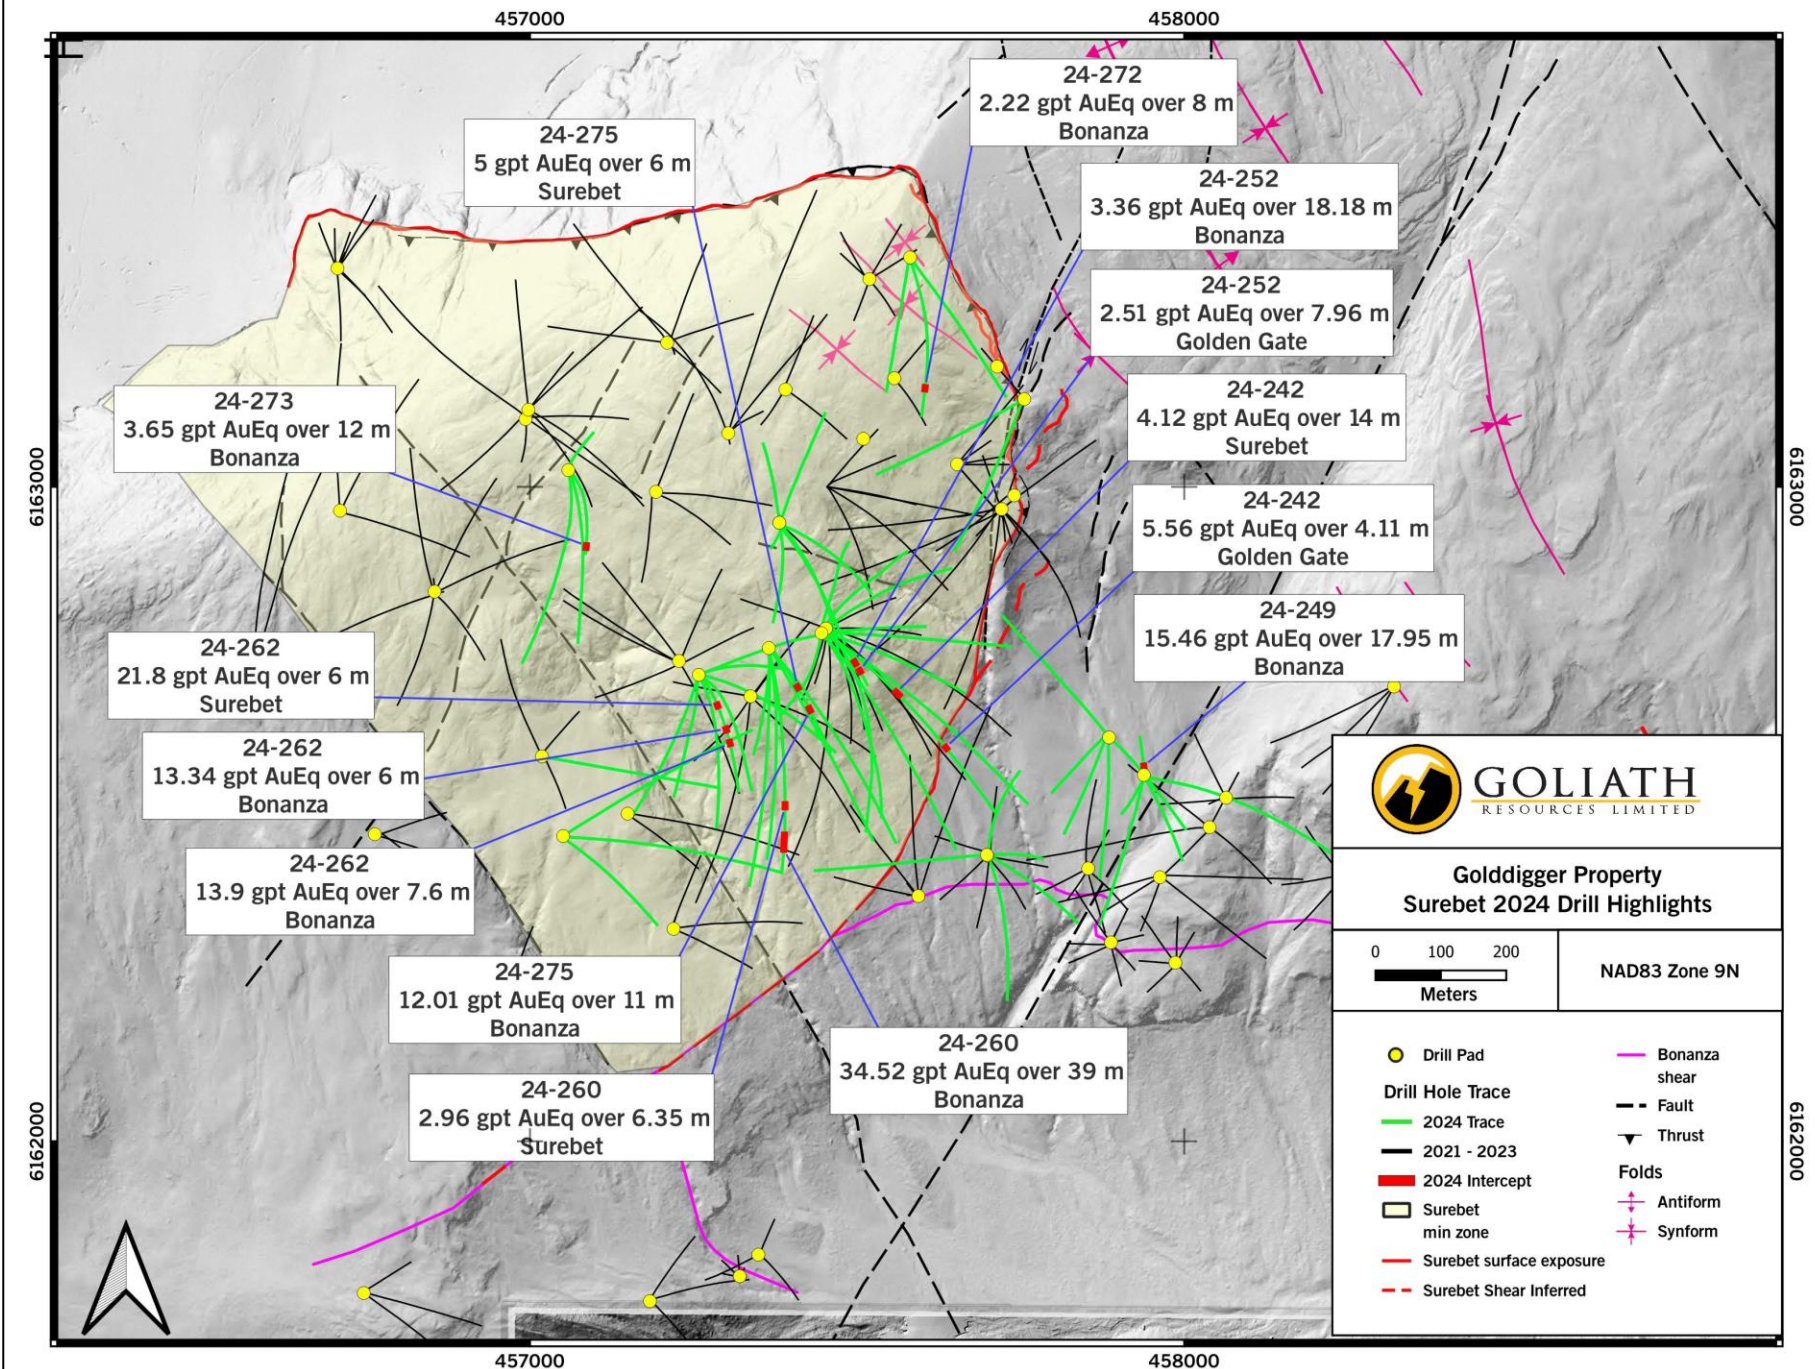 457000
458000
24-272
2.22 gpt AuEq over 8 m
Bonanza
24-275
5 gpt AuEq over 6 m
Surebet
24-252
3.36 gpt AuEq over 18.18 m
Bonanza
24-252
2.51 gpt AuEq over 7.96 m
Golden Gate
24-273
3.65 gpt AuEq over 12 m
Bonanza
24-242
4.12 gpt AuEq over 14 m
Surebet
6163000
6163000
24-242
5.56 gpt AuEq over 4.11 m
Golden Gate
24-249
15.46 gpt AuEq over 17.95 m
Bonanza
24-262
21.8 gpt AuEq over 6 m
Surebet
24-262
13.34 gpt AuEq over 6 m
Bonanza
24-262
13.9 gpt AuEq over 7.6 m
Bonanza
24-275
12.01 gpt AuEq over 11 m
Bonanza
24-260
34.52 gpt AuEq over 39 m
Bonanza
24-260
2.96 gpt AuEq over 6.35 m
Surebet
6162000
6162000
GOLIATH
RESOURCES LIMITED
Golddigger Property
Surebet 2024 Drill Highlights
0 100 200
Meters
NAD83 Zone 9N
Drill Pad
Drill Hole Trace
2024 Trace
2021 - 2023
2024 Intercept
Surebet
min zone
Surebet surface exposure
Surebet Shear Inferred
Bonanza
shear
Fault
Thrust
Folds
Antiform
Synform
457000
458000